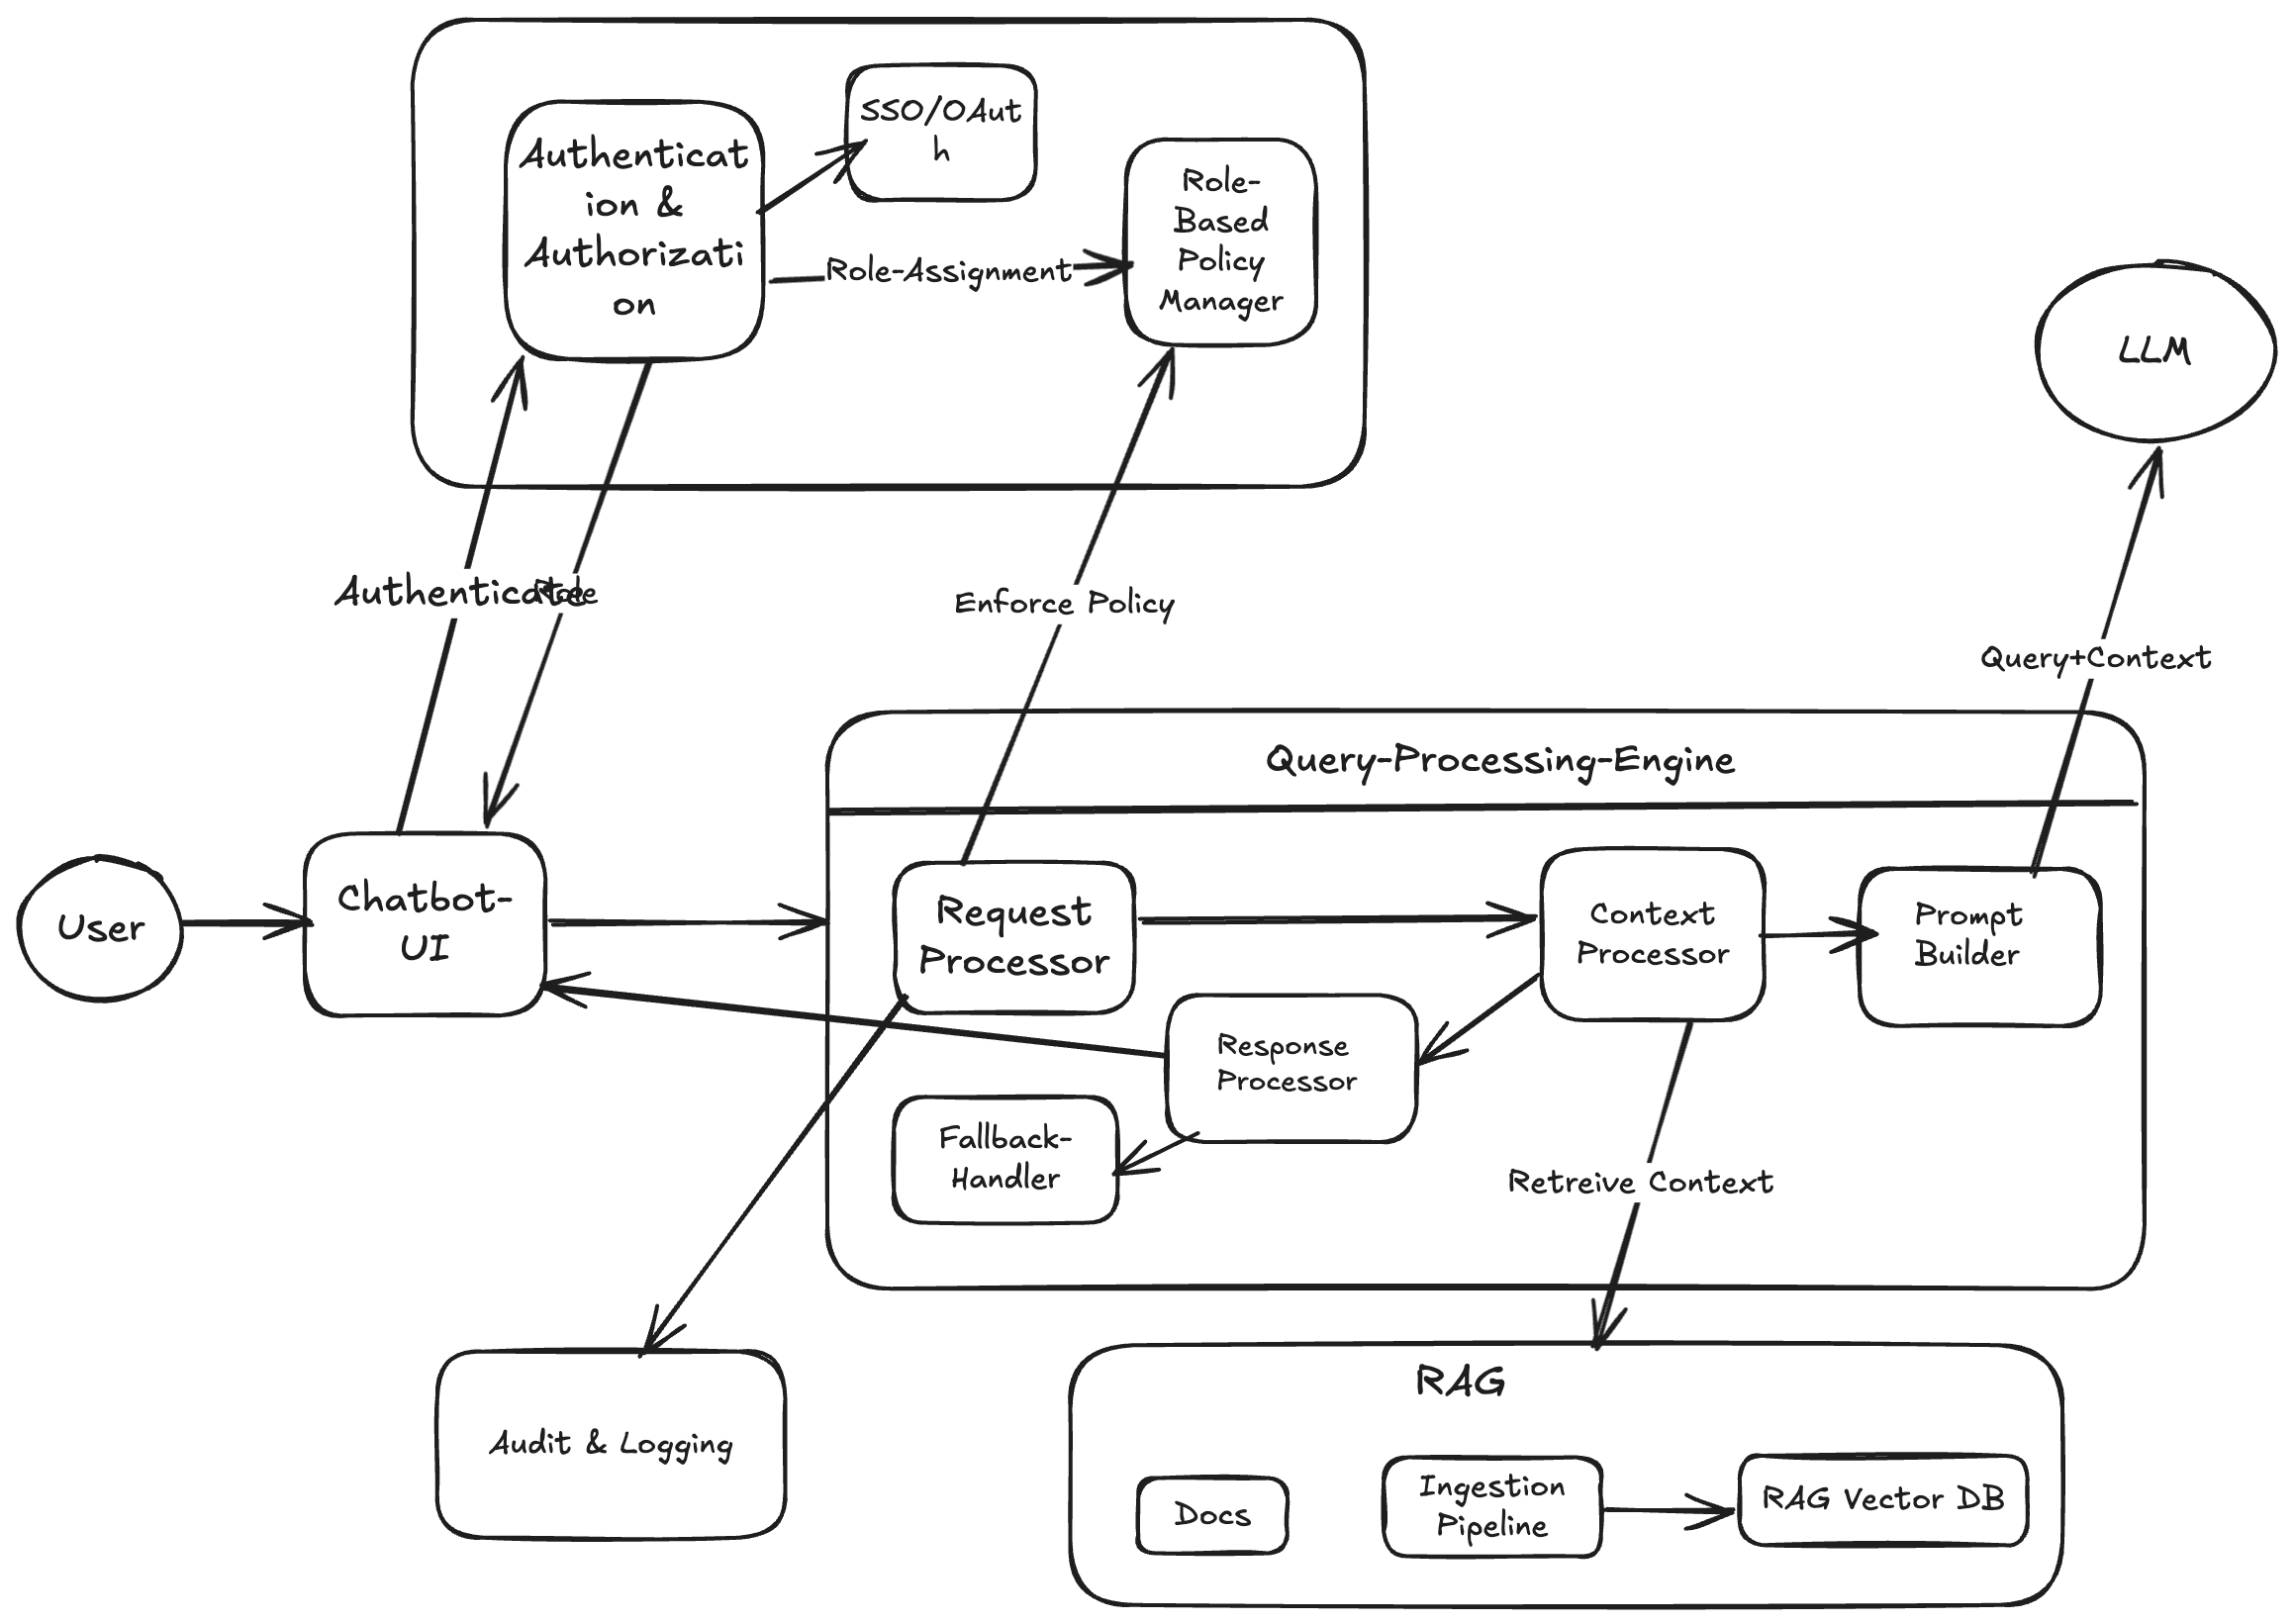 SSO/OAut
h
Authenticat
ion &
Authorizati
on
Role-
Based
Policy
Manager
Role-Assignment
LLM
Authenticate
Role
Enforce Policy
Query+Context
Query-Processing-Engine
User
Chatbot-
UI
Request
Processor
Context
Processor
Prompt
Builder
Response
Processor
Fallback-
Handler
Retreive Context
RAG
Audit & Logging
Docs
Ingestion
Pipeline
RAG Vector DB